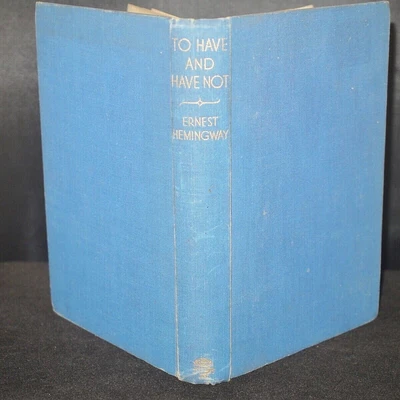 TO HAVE
AND
HAVE NOT
ERNEST
HEMINGWAY